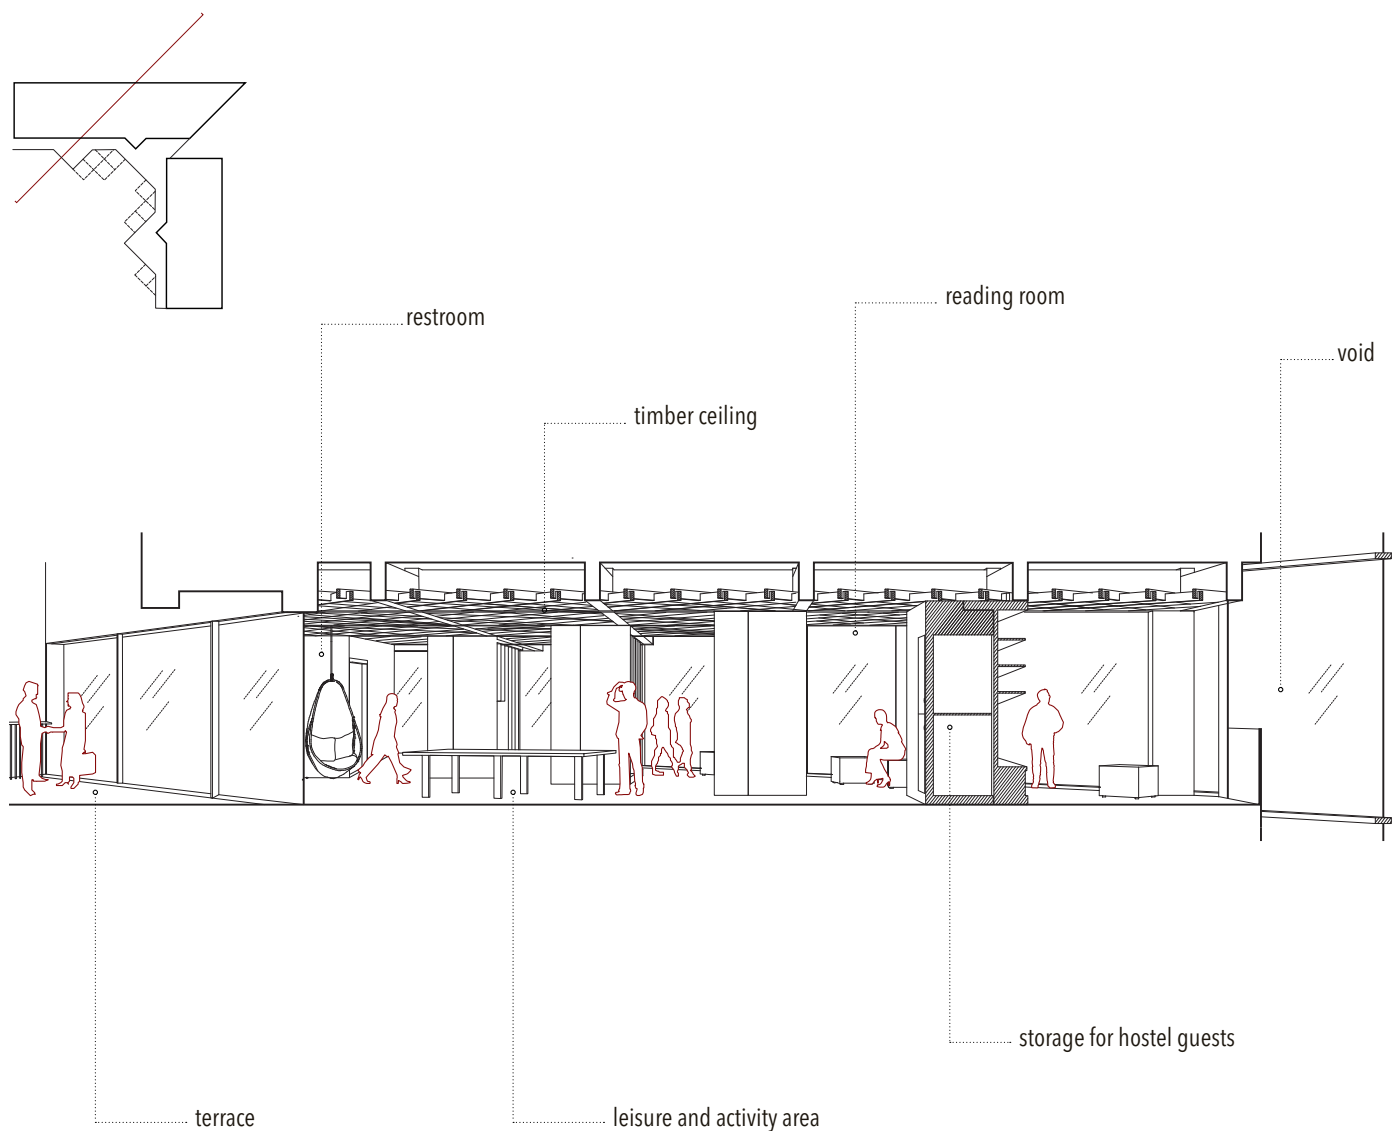 reading room
restroom
void
timber ceiling
storage for hostel guests
terrace
leisure and activity area